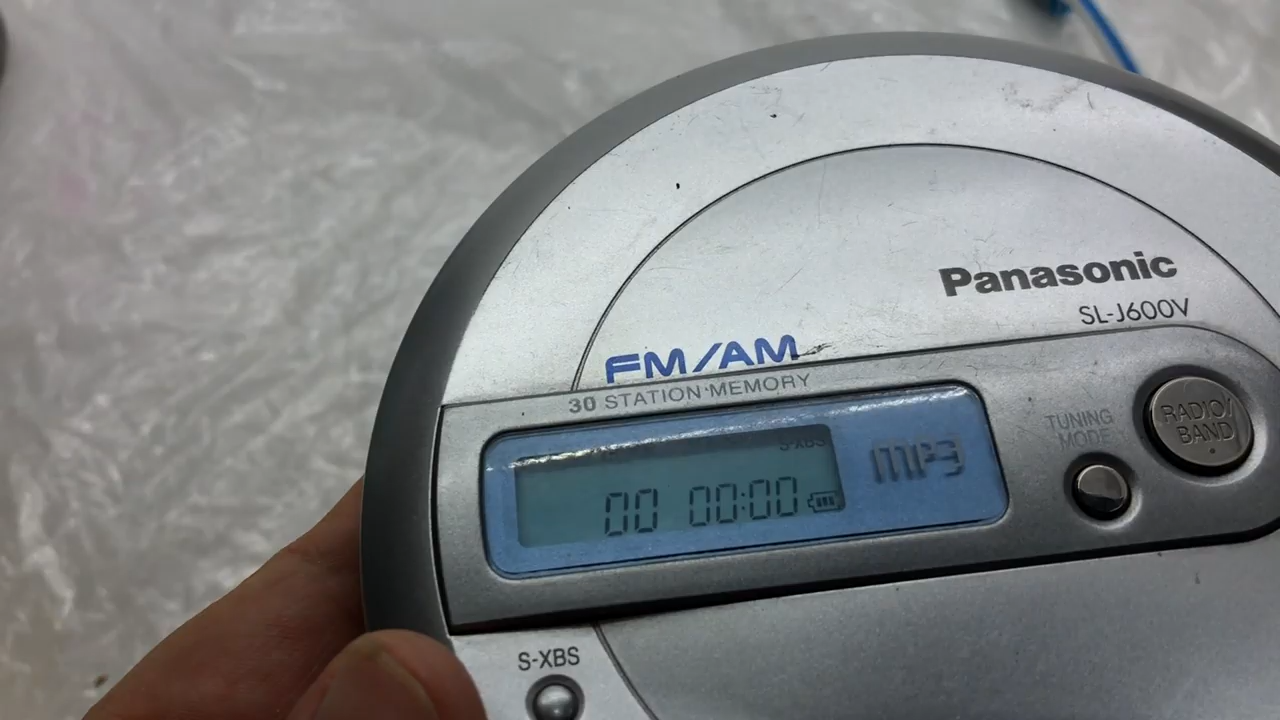 Panasonic
SL-J600V
FM/AM
30 STATION MEMORY
S-XBS
MP3
00 00:00
TUNING
MODE
RADIO/
BAND
S-XBS